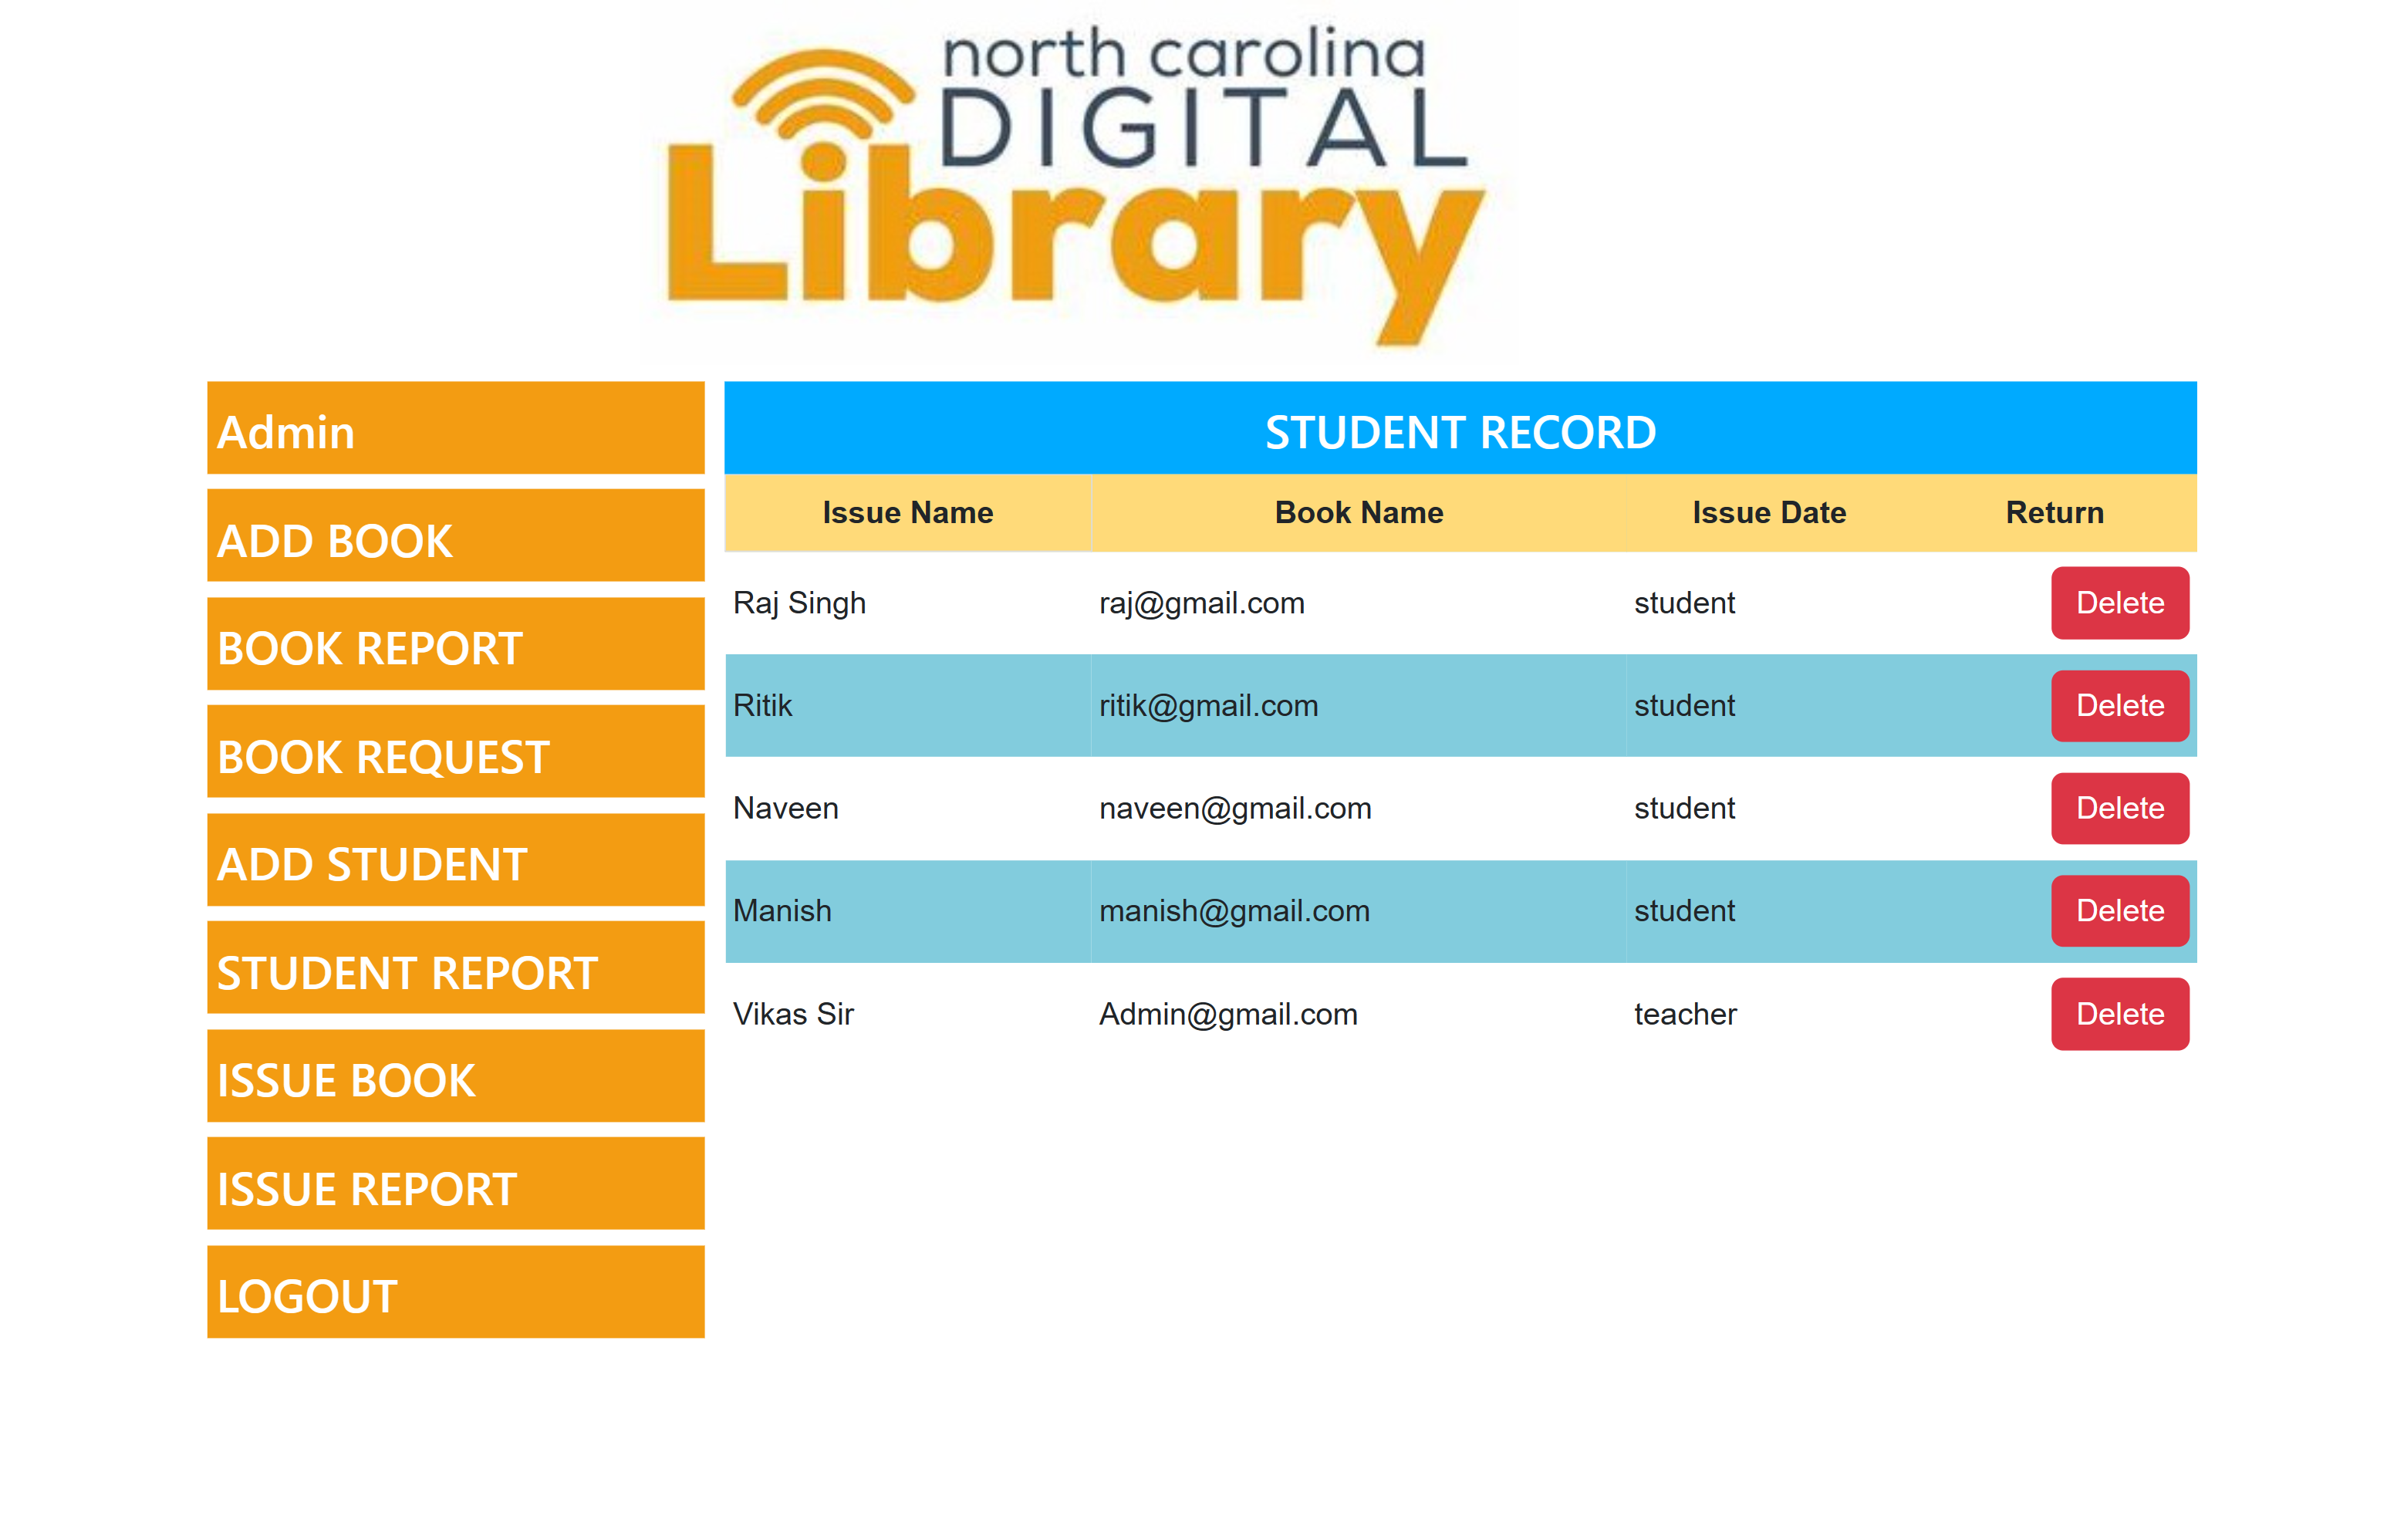 north carolina
DIGITAL
Library
Admin
ADD BOOK
BOOK REPORT
BOOK REQUEST
ADD STUDENT
STUDENT REPORT
ISSUE BOOK
ISSUE REPORT
LOGOUT
STUDENT RECORD
Issue Name Book Name Issue Date Return
Raj Singh raj@gmail.com student Delete
Ritik ritik@gmail.com student Delete
Naveen naveen@gmail.com student Delete
Manish manish@gmail.com student Delete
Vikas Sir Admin@gmail.com teacher Delete